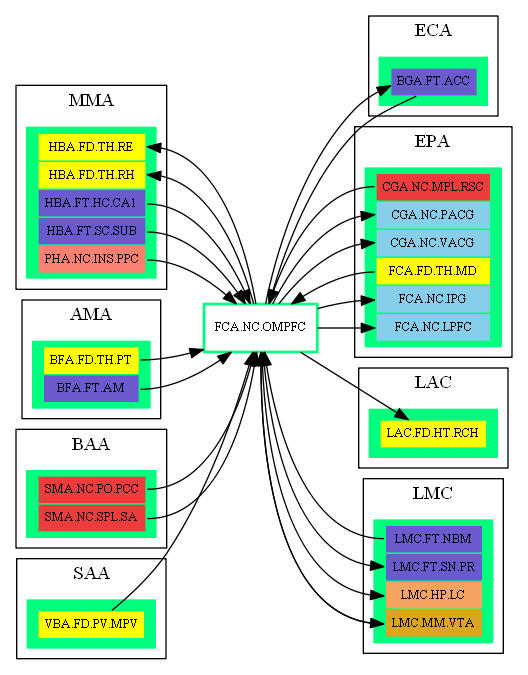 MMA
HBA.FD.TH.RE
HBA.FD.TH.RH
HBA.FT.HC.CA1
HBA.FT.SC.SUB
PHA.NC.INS.PPC
AMA
BFA.FD.TH.PT
BFA.FT.AM
BAA
SMA.NC.PO.PCC
SMA.NC.SPL.SA
SAA
VBA.FD.PV.MPV
FCA.NC.OMPFC
ECA
BGA.FT.ACC
EPA
CGA.NC.MPL.RSC
CGA.NC.PACG
CGA.NC.VACG
FCA.FD.TH.MD
FCA.NC.IPG
FCA.NC.LPFC
LAC
LAC.FD.HT.RCH
LMC
LMC.FT.NBM
LMC.FT.SN.PR
LMC.HP.LC
LMC.MM.VTA